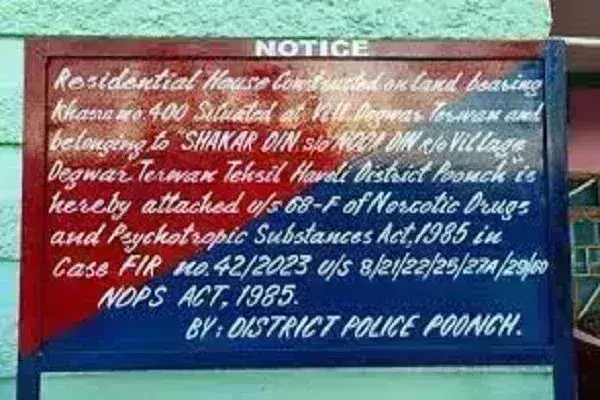 NOTICE
Residential House Constructed on land bearing
Khasra no. 400 Situated at Vill. Degwar Terwan and
belonging to "SHAKAR DIN s/o NOOR DIN r/o Village
Degwar Terwan Tehsil Haveli District Poonch is
hereby attached u/s 68-F of Norcotic Drugs
and Psychotropic Substances Act, 1985 in
Case FIR no. 42/2023 U/S 8/21/22/25/27A/29/60
NDPS ACT, 1985.
BY: DISTRICT POLICE POONCH.